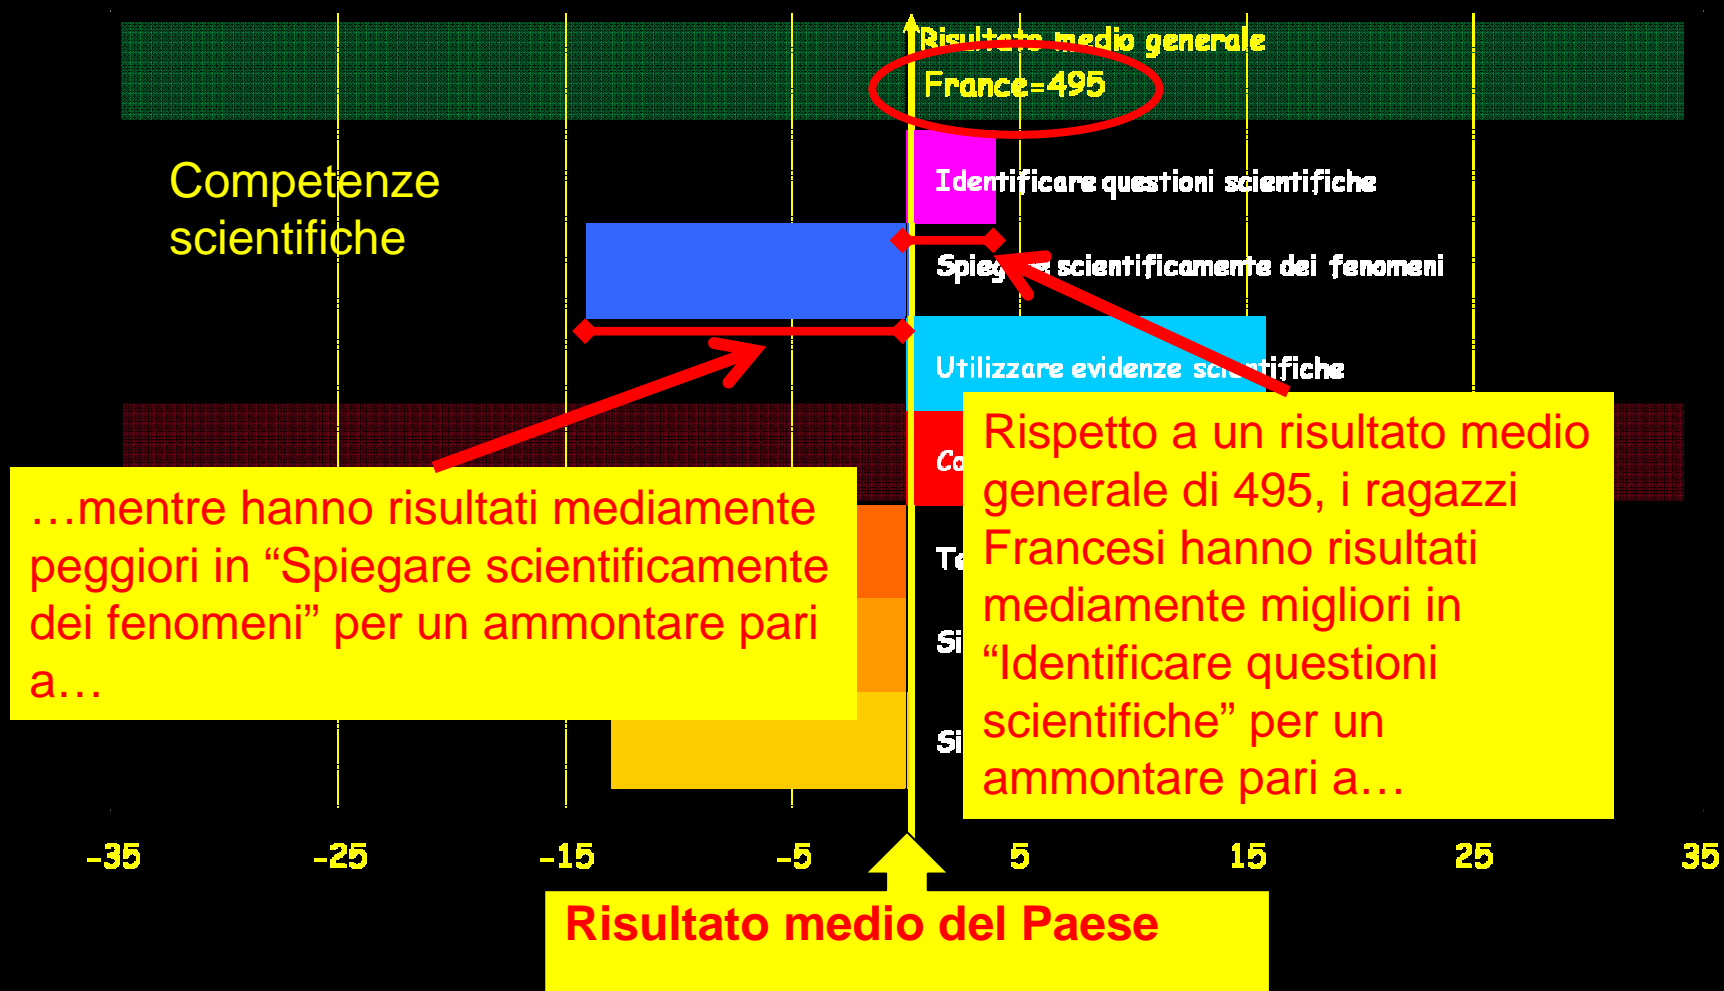 Risultato medio generale
France=495
Competenze
scientifiche
Identificare questioni scientifiche
Spiegare scientificamente dei fenomeni
Utilizzare evidenze scientifiche
…mentre hanno risultati mediamente
peggiori in “Spiegare scientificamente
dei fenomeni” per un ammontare pari
a…
Rispetto a un risultato medio
generale di 495, i ragazzi
Francesi hanno risultati
mediamente migliori in
“Identificare questioni
scientifiche” per un
ammontare pari a…
-35 -25 -15 -5 5 15 25 35
Risultato medio del Paese